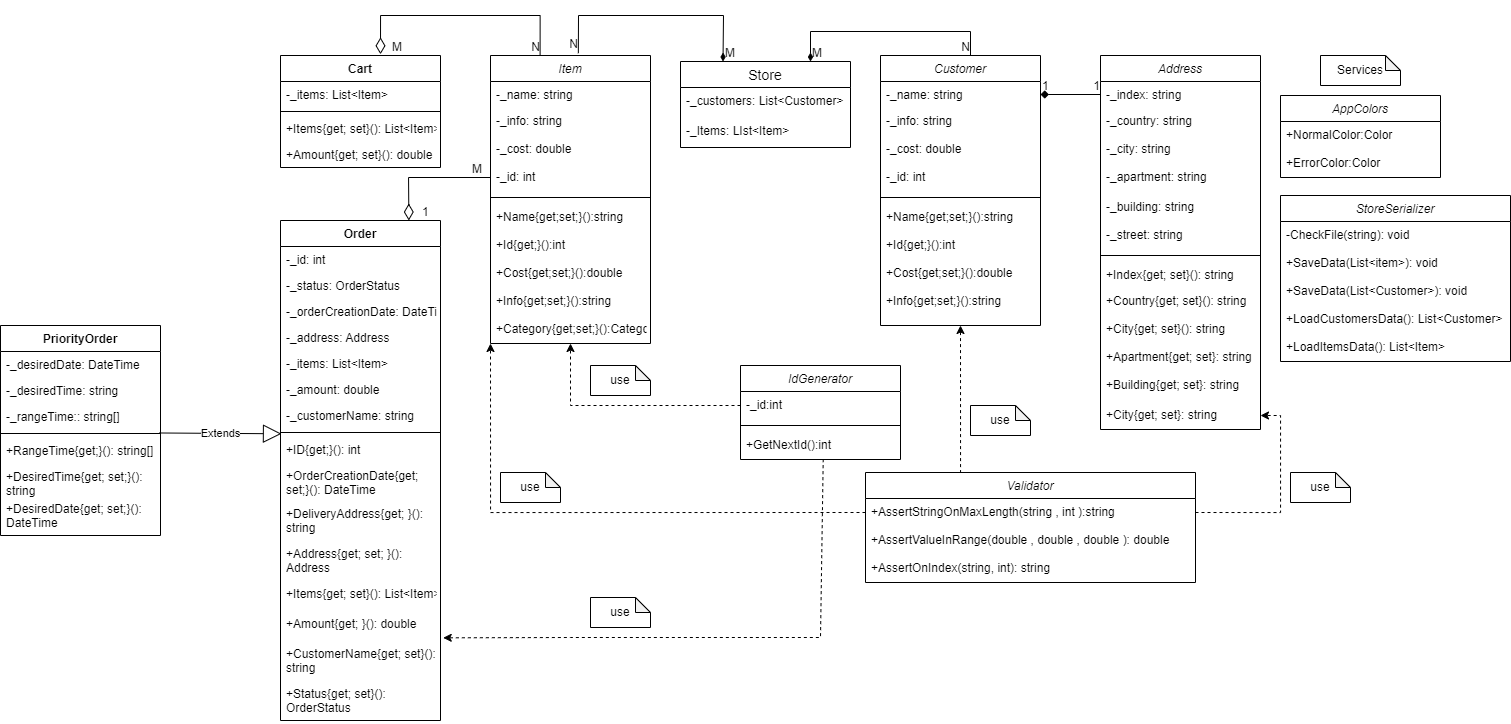 M
N
N
M
M
N
Cart
-_items: List<Item>
+Items{get; set}(): List<Item>
+Amount{get; set}(): double
Item
-_name: string
-_info: string
-_cost: double
-_id: int
+Name{get;set;}():string
+Id{get;}():int
+Cost{get;set;}():double
+Info{get;set;}():string
+Category{get;set;}():Catego
Store
-_customers: List<Customer>
-_Items: LIst<Item>
Customer
-_name: string
-_info: string
-_cost: double
-_id: int
+Name{get;set;}():string
+Id{get;}():int
+Cost{get;set;}():double
+Info{get;set;}():string
1
1
Address
-_index: string
-_country: string
-_city: string
-_apartment: string
-_building: string
-_street: string
+Index{get; set}(): string
+Country{get; set}(): string
+City{get; set}(): string
+Apartment{get; set}: string
+Building{get; set}: string
+City{get; set}: string
Services
AppColors
+NormalColor:Color
+ErrorColor:Color
StoreSerializer
-CheckFile(string): void
+SaveData(List<item>): void
+SaveData(List<Customer>): void
+LoadCustomersData(): List<Customer>
+LoadItemsData(): List<Item>
M
1
Order
-_id: int
-_status: OrderStatus
-_orderCreationDate: DateTi
-_address: Address
-_items: List<Item>
-_amount: double
-_customerName: string
+ID{get;}(): int
+OrderCreationDate{get;
set;}(): DateTime
+DeliveryAddress{get; }():
string
+Address{get; set; }():
Address
+Items{get; set}(): List<Item>
+Amount{get; }(): double
+CustomerName{get; set}():
string
+Status{get; set}():
OrderStatus
PriorityOrder
-_desiredDate: DateTime
-_desiredTime: string
-_rangeTime:: string[]
+RangeTime{get;}(): string[]
+DesiredTime{get; set;}():
string
+DesiredDate{get; set;}():
DateTime
Extends
use
IdGenerator
-_id:int
+GetNextId():int
use
use
Validator
+AssertStringOnMaxLength(string , int ):string
+AssertValueInRange(double , double , double ): double
+AssertOnIndex(string, int): string
use
use